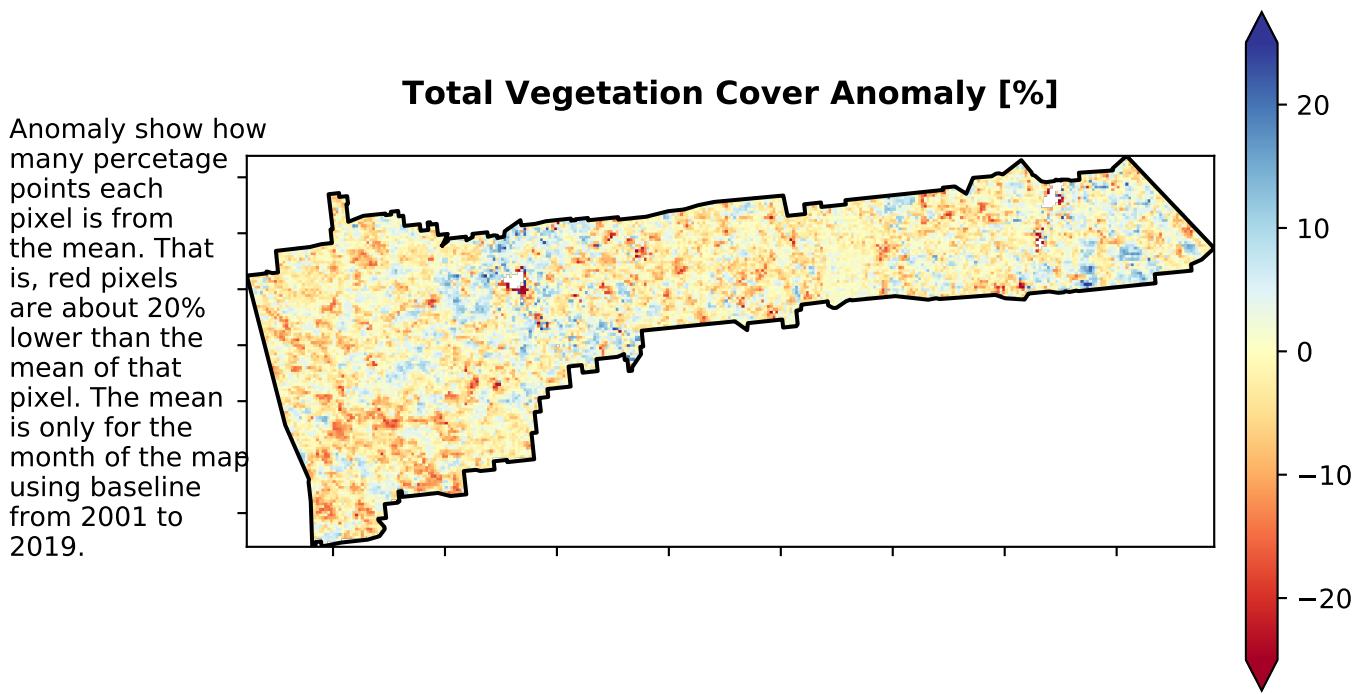 Total Vegetation Cover Anomaly [%]
Anomaly show how
many percetage
points each
pixel is from
the mean. That
is, red pixels
are about 20%
lower than the
mean of that
pixel. The mean
is only for the
month of the map
using baseline
from 2001 to
2019.
20
10
0
−10
−20